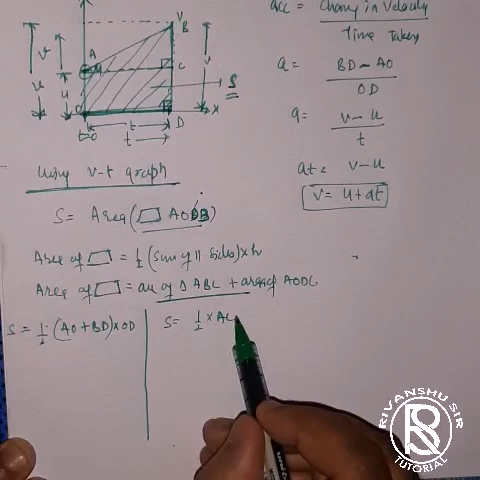 acc = Change in Velocity
Time taken
a = BD - AO
OD
a = v - u
t
at = v - u
v = u + at
V
B
A
C
v
u
S
t
t=0
D
x
Using v-t graph
S = Area (▭ AODB)
Area of ▭ = 1/2 (Sum of || Sides) × h
Area of ▭ = ar of Δ ABC + area of AODC
S = 1/2 (AO + BD) × OD
S = 1/2 × AC
RIVANSHU SIR
RS
TUTORIAL